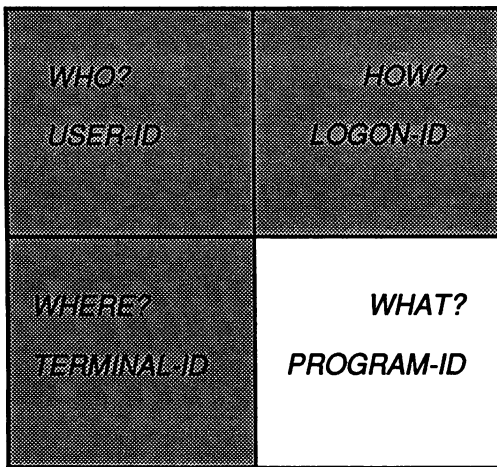 WHO?
USER-ID
HOW?
LOGON-ID
WHERE?
TERMINAL-ID
WHAT?
PROGRAM-ID